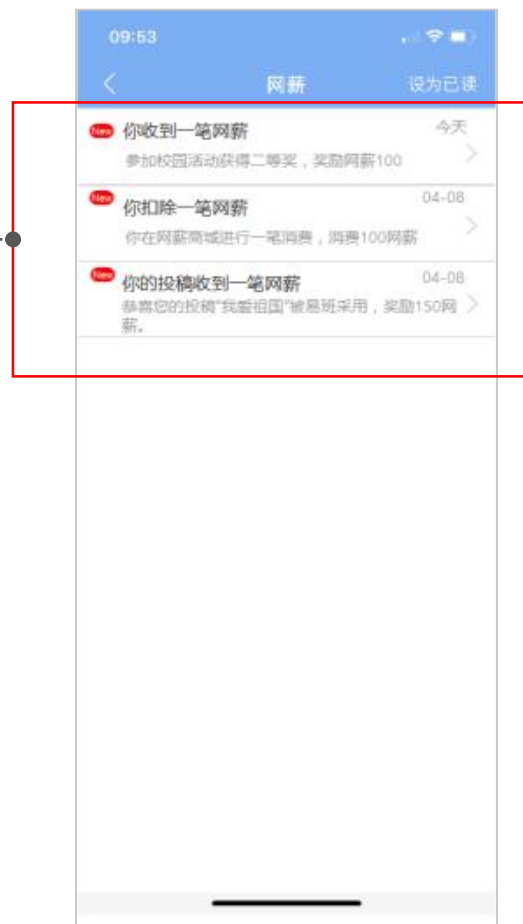 09:53
网薪
设为已读
New 你收到一笔网薪 今天
参加校园活动获得二等奖，奖励网薪100
New 你扣除一笔网薪 04-08
你在网薪商城进行一笔消费，消费100网薪
New 你的投稿收到一笔网薪 04-08
恭喜您的投稿“我爱祖国”被易班采用，奖励150网
薪。